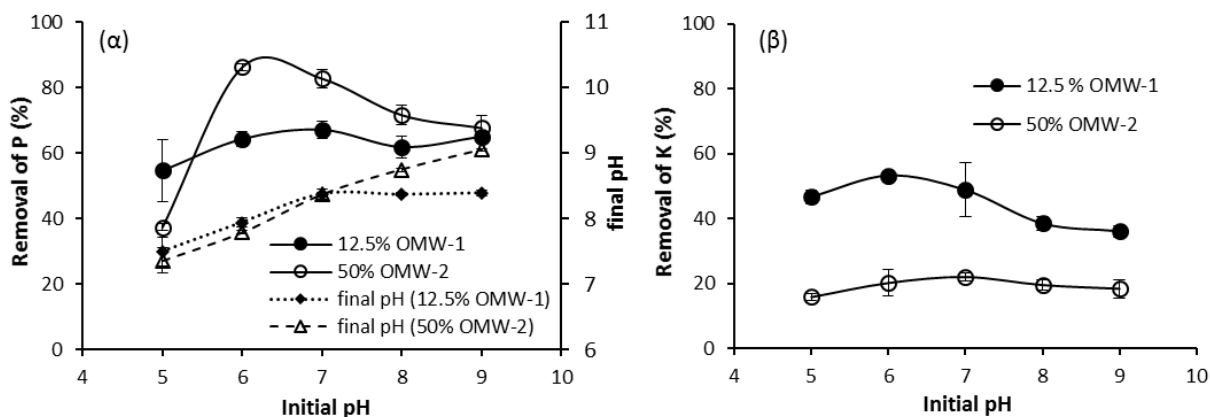 (α)
Removal of P (%)
100
80
60
40
20
0
11
10
9
8
7
6
final pH
12.5% OMW-1
50% OMW-2
final pH (12.5% OMW-1)
final pH (50% OMW-2)
4 5 6 7 8 9 10
Initial pH
(β)
Removal of K (%)
100
80
60
40
20
0
12.5 % OMW-1
50% OMW-2
4 5 6 7 8 9 10
Initial pH